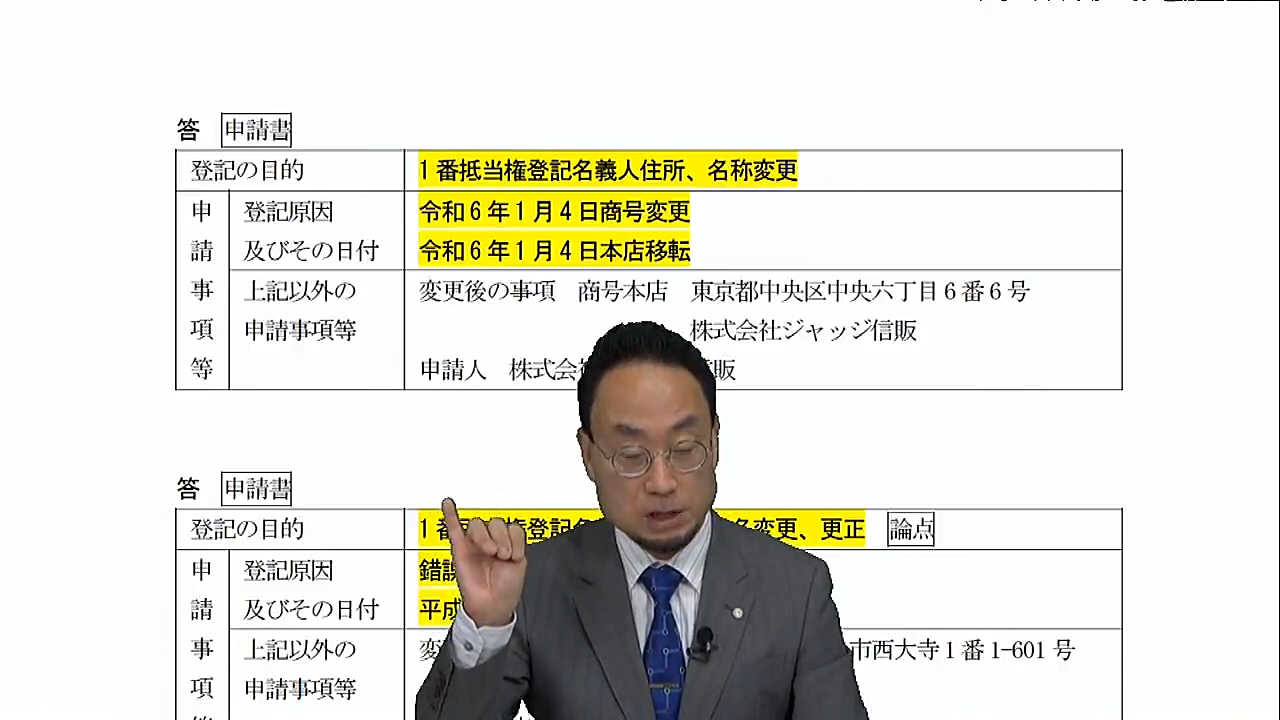 答 申請書
登記の目的 1番抵当権登記名義人住所、名称変更
申 登記原因 令和6年1月4日商号変更
請 及びその日付 令和6年1月4日本店移転
事 上記以外の 変更後の事項 商号本店 東京都中央区中央六丁目6番6号
項 申請事項等 株式会社ジャッジ信販
等 申請人 株式会 販
答 申請書
登記の目的 1番 権登記 変更、更正 論点
申 登記原因 錯誤
請 及びその日付 平成
事 上記以外の 変 市西大寺1番1-601号
項 申請事項等